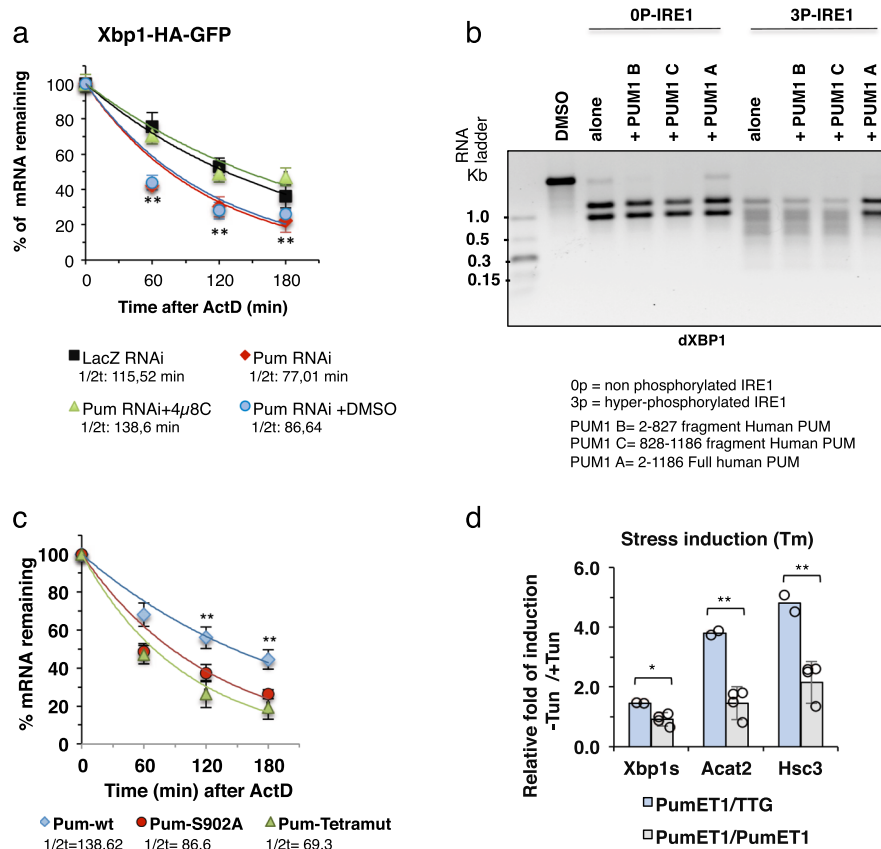 a
Xbp1-HA-GFP
% of mRNA remaining
100
80
60
40
20
0
**
**
**
0
60
120
180
Time after ActD (min)
LacZ RNAi
1/2t: 115,52 min
Pum RNAi
1/2t: 77,01 min
Pum RNAi+4µ8C
1/2t: 138,6 min
Pum RNAi +DMSO
1/2t: 86,64
b
0P-IRE1
3P-IRE1
RNA ladder
DMSO
alone
+ PUM1 B
+ PUM1 C
+ PUM1 A
alone
+ PUM1 B
+ PUM1 C
+ PUM1 A
Kb
1.0
0.5
0.3
0.15
dXBP1
0p = non phosphorylated IRE1
3p = hyper-phosphorylated IRE1
PUM1 B= 2-827 fragment Human PUM
PUM1 C= 828-1186 fragment Human PUM
PUM1 A= 2-1186 Full human PUM
c
% mRNA remaining
100
80
60
40
20
0
**
**
0
60
120
180
Time (min) after ActD
Pum-wt
1/2t=138.62
Pum-S902A
1/2t= 86.6
Pum-Tetramut
1/2t= 69.3
d
Stress induction (Tm)
Relative fold of induction
-Tun /+Tun
6.0
4.0
2.0
0.0
*
**
**
Xbp1s
Acat2
Hsc3
PumET1/TTG
PumET1/PumET1